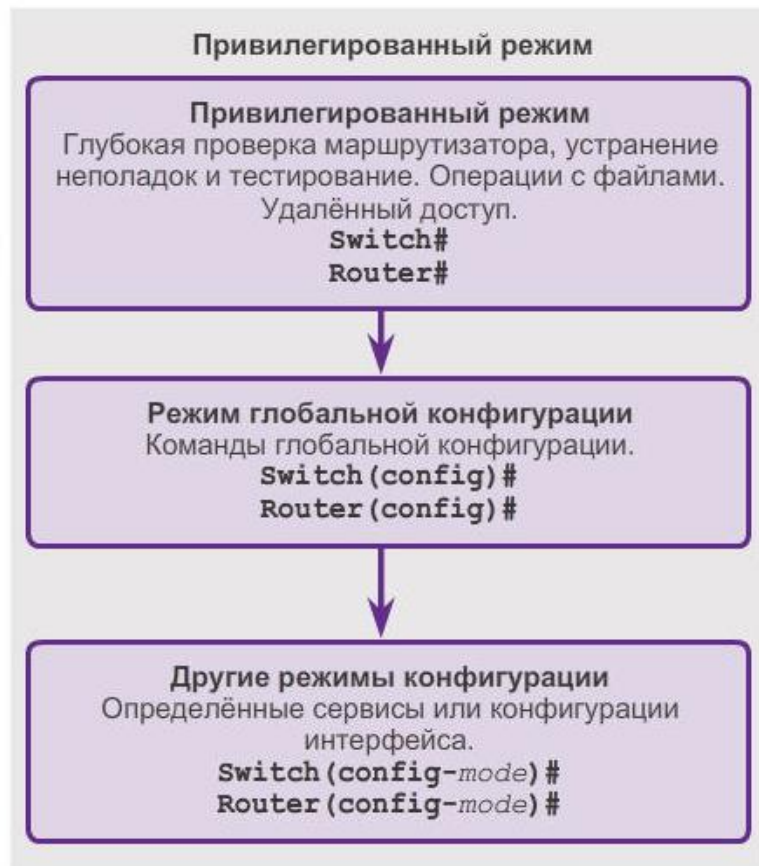 Привилегированный режим
Привилегированный режим
Глубокая проверка маршрутизатора, устранение
неполадок и тестирование. Операции с файлами.
Удалённый доступ.
Switch#
Router#
Режим глобальной конфигурации
Команды глобальной конфигурации.
Switch(config)#
Router(config)#
Другие режимы конфигурации
Определённые сервисы или конфигурации
интерфейса.
Switch(config-mode)#
Router(config-mode)#